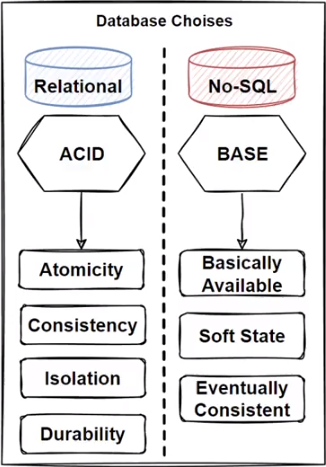 Database Choises
Relational
No-SQL
ACID
BASE
Atomicity
Consistency
Isolation
Durability
Basically
Available
Soft State
Eventually
Consistent